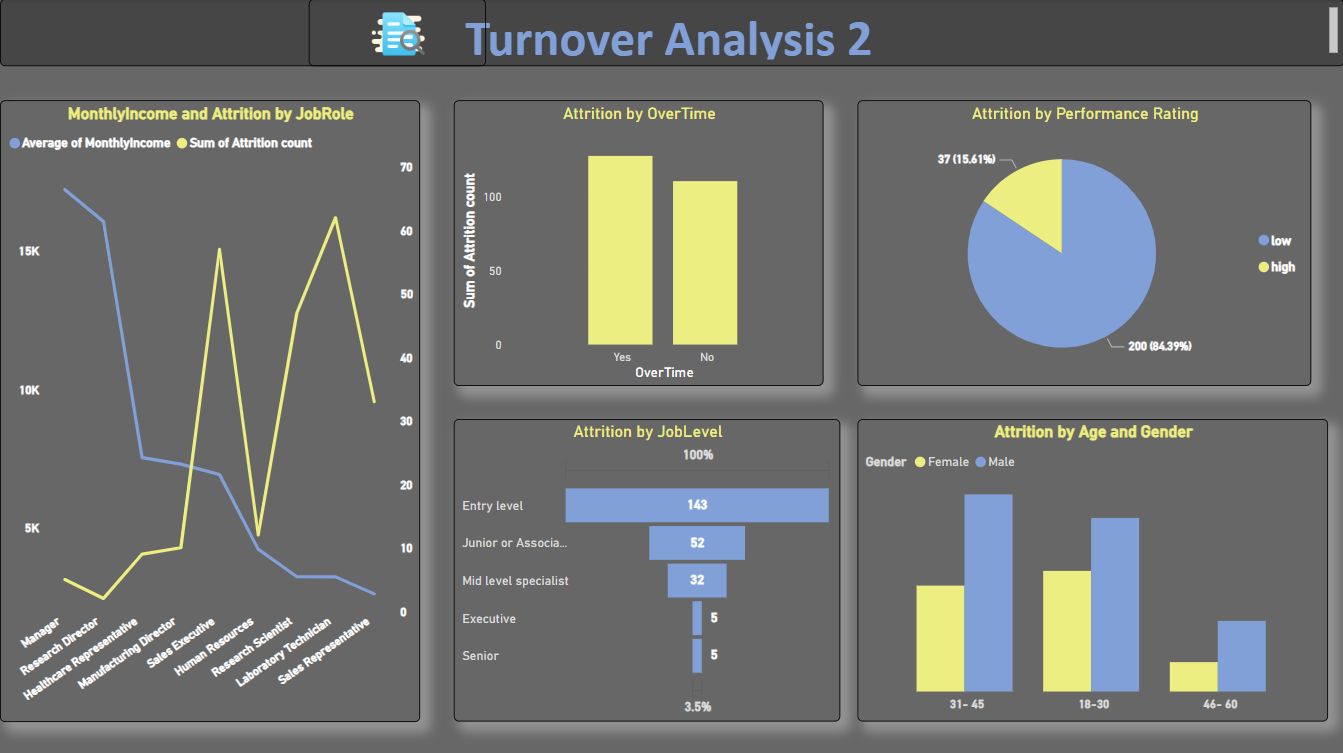 Turnover Analysis 2
MonthlyIncome and Attrition by JobRole
Average of MonthlyIncome Sum of Attrition count
70
60
50
40
30
20
10
0
15K
10K
5K
Manager
Research Director
Healthcare Representative
Manufacturing Director
Sales Executive
Human Resources
Research Scientist
Laboratory Technician
Sales Representative
Attrition by OverTime
Sum of Attrition count
100
50
0
Yes No
OverTime
Attrition by Performance Rating
37 (15.61%)
low
high
200 (84.39%)
Attrition by JobLevel
100%
Entry level 143
Junior or Associa... 52
Mid level specialist 32
Executive 5
Senior 5
3.5%
Attrition by Age and Gender
Gender Female Male
31- 45 18-30 46- 60